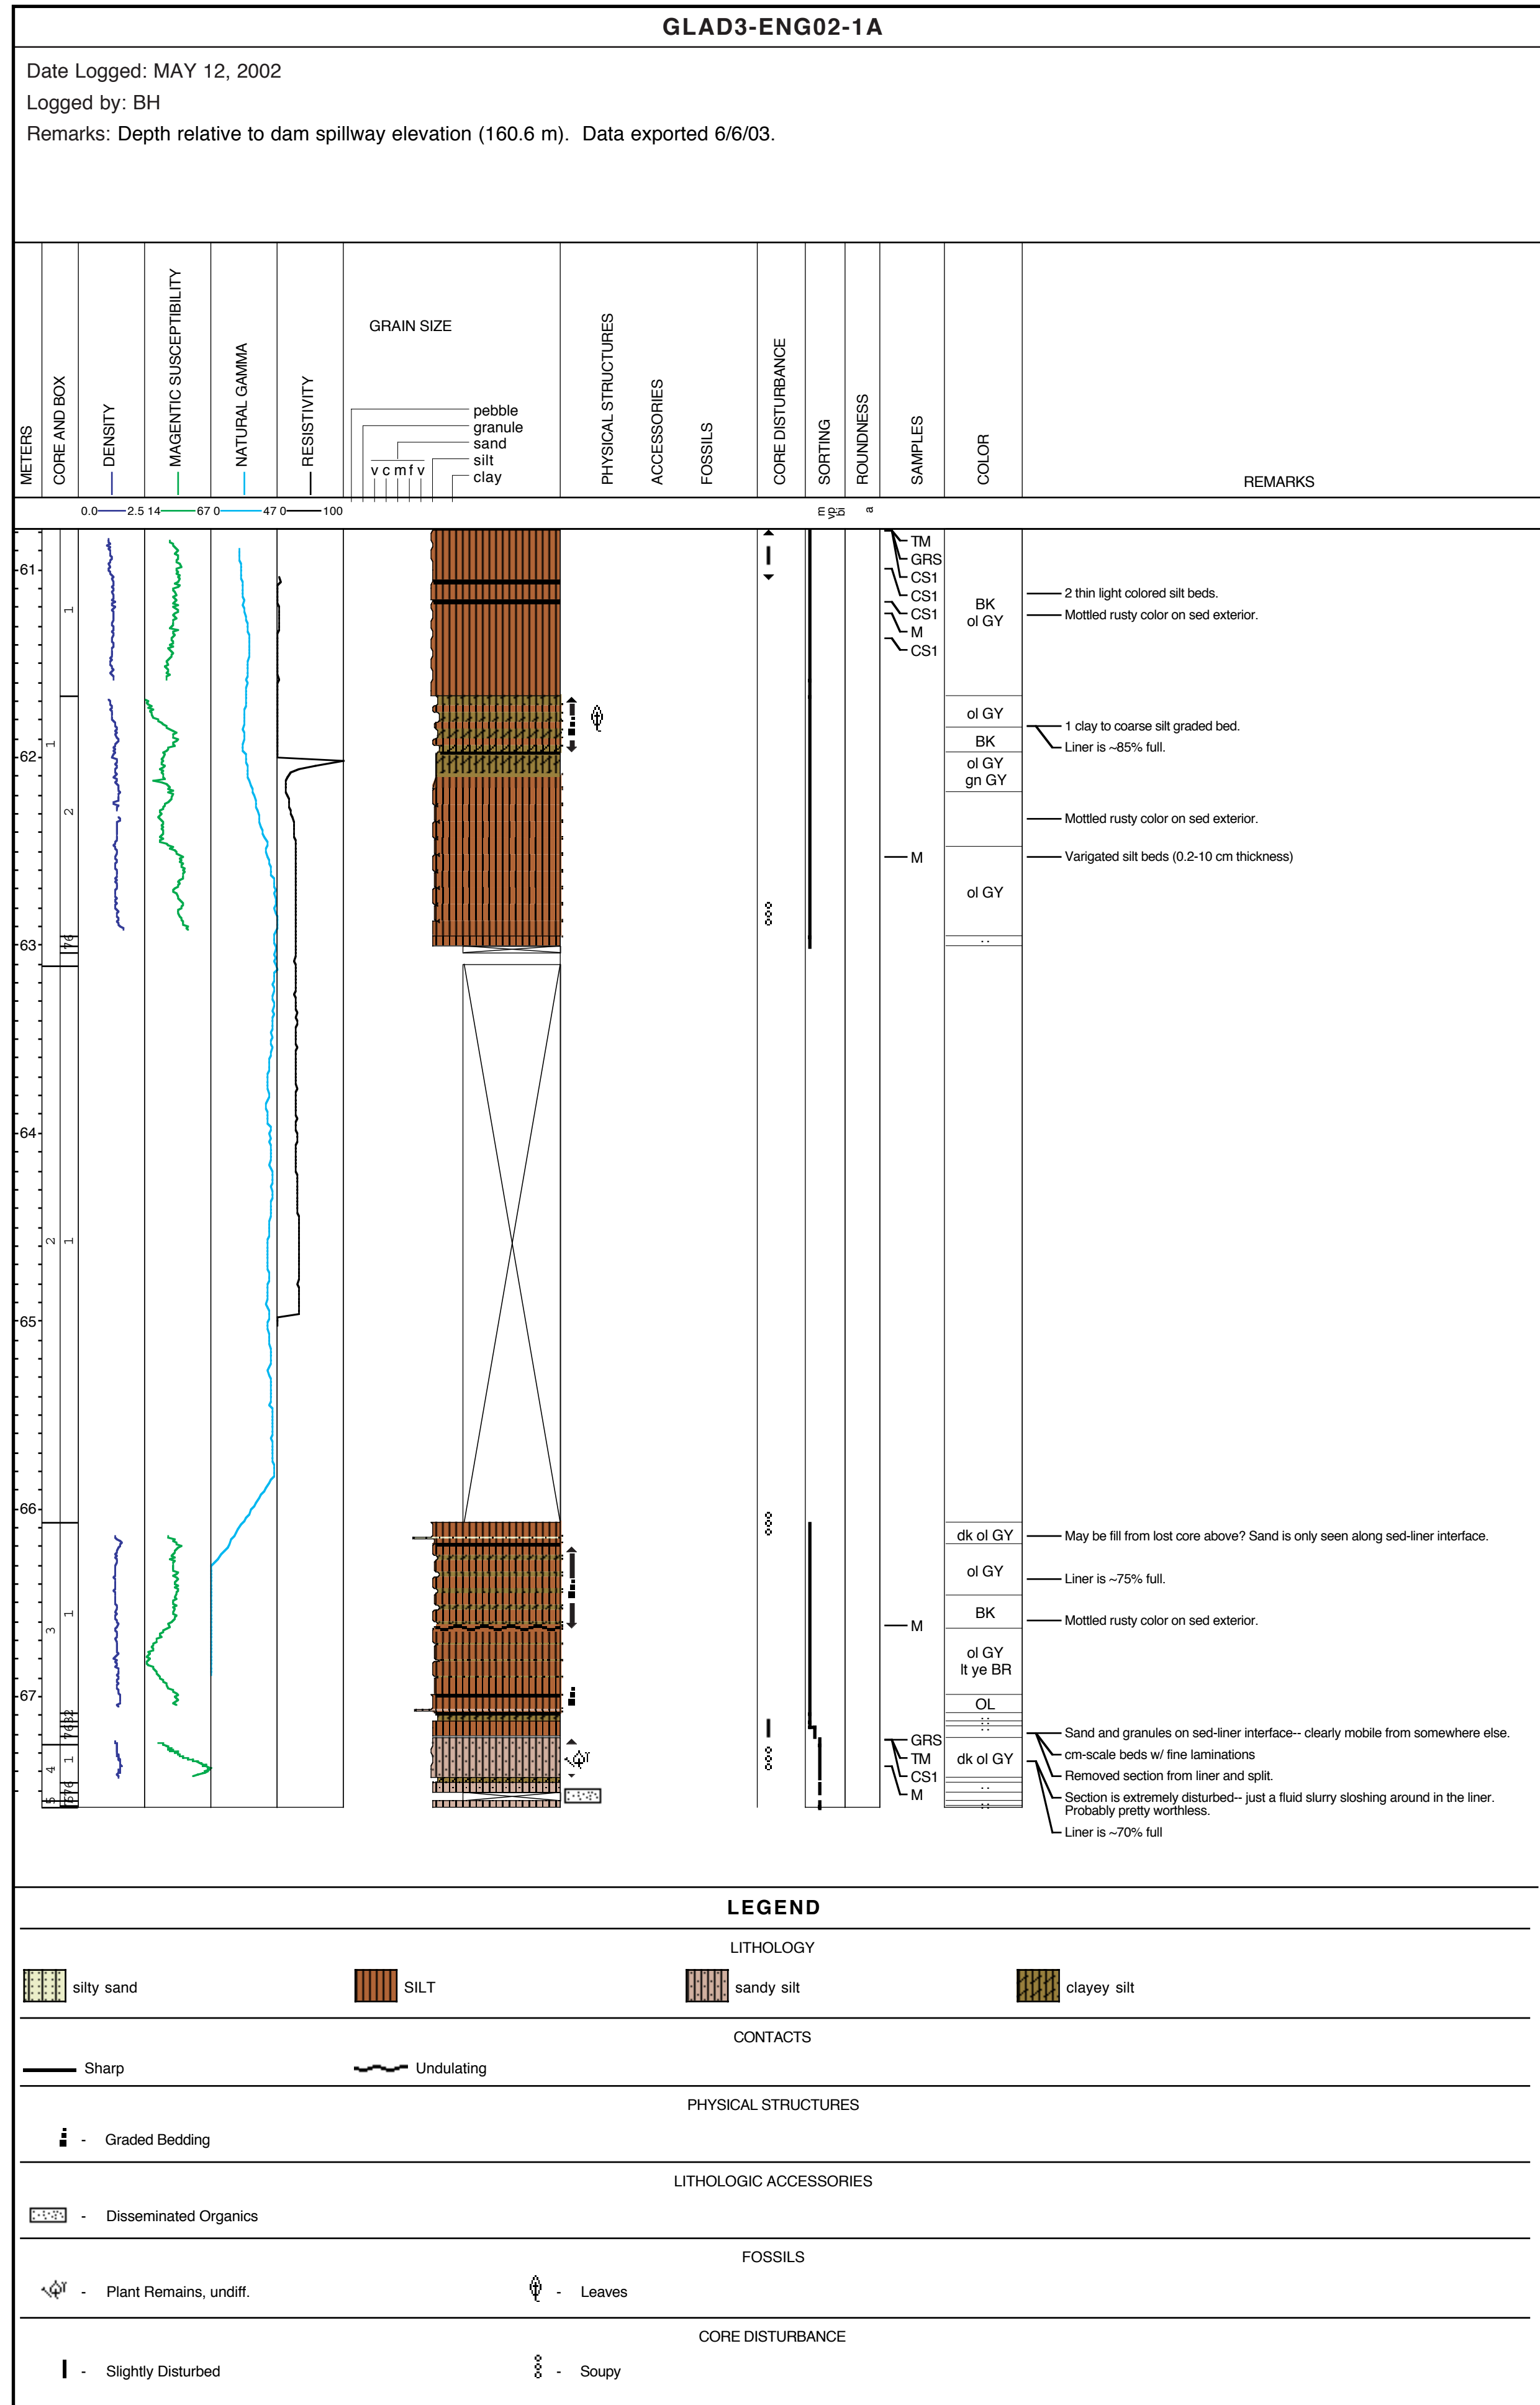 GLAD3-ENG02-1A
Date Logged: MAY 12, 2002
Logged by: BH
Remarks: Depth relative to dam spillway elevation (160.6 m). Data exported 6/6/03.
METERS
CORE AND BOX
DENSITY
MAGENTIC SUSCEPTIBILITY
NATURAL GAMMA
RESISTIVITY
GRAIN SIZE
pebble
granule
sand
silt
clay
v c m f v
PHYSICAL STRUCTURES
ACCESSORIES
FOSSILS
CORE DISTURBANCE
SORTING
ROUNDNESS
SAMPLES
COLOR
REMARKS
0.0 2.5 14 67 0 47 0 100
m
a
61
62
63
64
65
66
67
1
1
2
2 1
3 1
4 1
5
TM
GRS
CS1
CS1
CS1
M
CS1
BK
ol GY
2 thin light colored silt beds.
Mottled rusty color on sed exterior.
ol GY
BK
ol GY
gn GY
1 clay to coarse silt graded bed.
Liner is ~85% full.
Mottled rusty color on sed exterior.
M
Varigated silt beds (0.2-10 cm thickness)
ol GY
dk ol GY
May be fill from lost core above? Sand is only seen along sed-liner interface.
ol GY
Liner is ~75% full.
BK
M
Mottled rusty color on sed exterior.
ol GY
lt ye BR
OL
GRS
TM
CS1
M
dk ol GY
Sand and granules on sed-liner interface-- clearly mobile from somewhere else.
cm-scale beds w/ fine laminations
Removed section from liner and split.
Section is extremely disturbed-- just a fluid slurry sloshing around in the liner.
Probably pretty worthless.
Liner is ~70% full
LEGEND
LITHOLOGY
silty sand
SILT
sandy silt
clayey silt
CONTACTS
Sharp
Undulating
PHYSICAL STRUCTURES
- Graded Bedding
LITHOLOGIC ACCESSORIES
- Disseminated Organics
FOSSILS
- Plant Remains, undiff.
- Leaves
CORE DISTURBANCE
- Slightly Disturbed
- Soupy